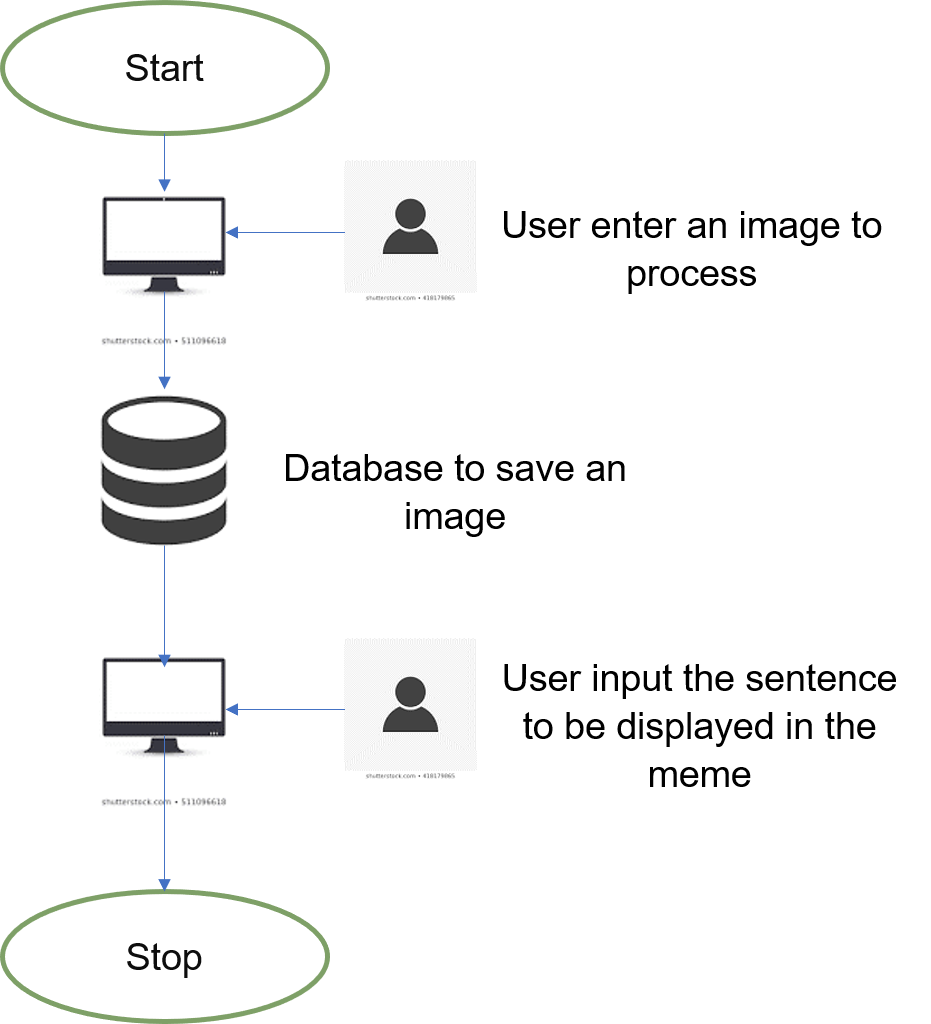 Start
User enter an image to
process
shutterstock.com • 418179865
shutterstock.com • 511096618
Database to save an
image
User input the sentence
to be displayed in the
meme
shutterstock.com • 418179865
shutterstock.com • 511096618
Stop